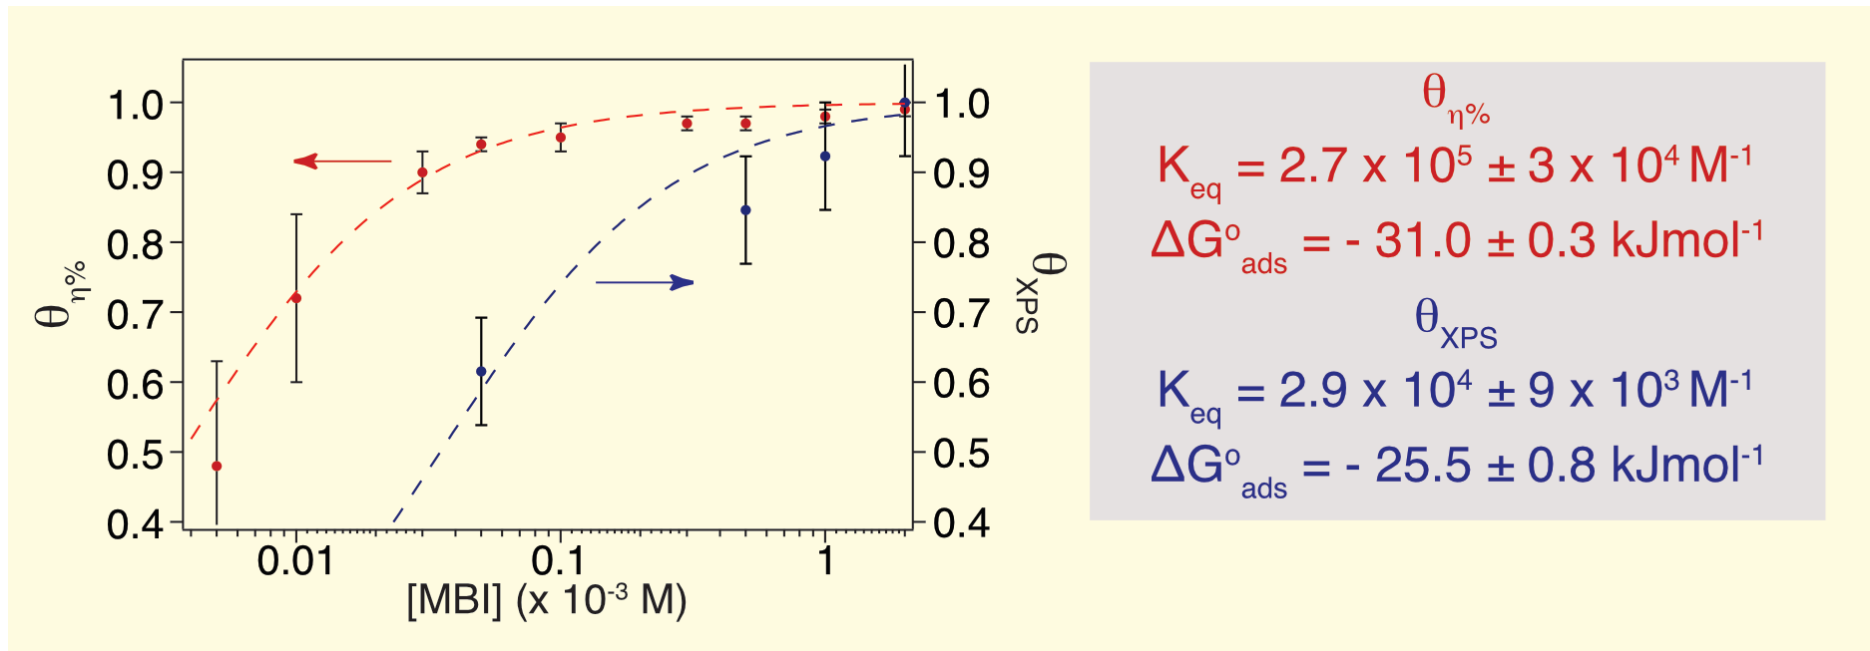 1.0
0.9
0.8
0.7
0.6
0.5
0.4
θη%
1.0
0.9
0.8
0.7
0.6
0.5
0.4
θXPS
0.01 0.1 1
[MBI] (x 10-3 M)
θη%
Keq = 2.7 x 10⁵ ± 3 x 10⁴ M-1
ΔGoads = - 31.0 ± 0.3 kJmol-1
θXPS
Keq = 2.9 x 10⁴ ± 9 x 10³ M-1
ΔGoads = - 25.5 ± 0.8 kJmol-1